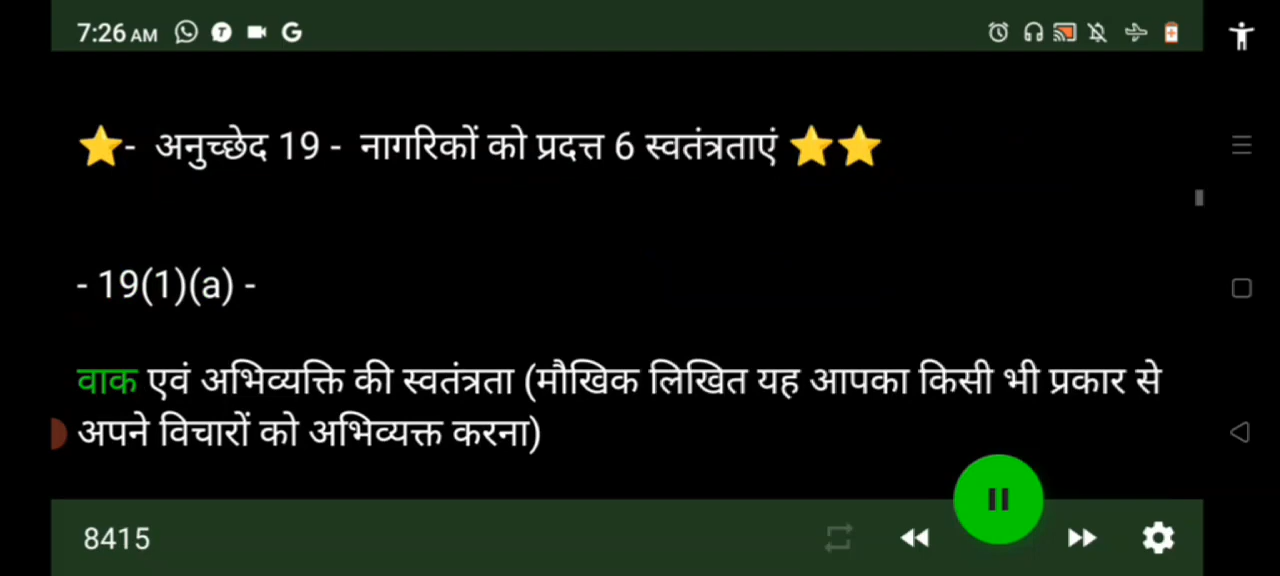 7:26 AM
⭐- अनुच्छेद 19 - नागरिकों को प्रदत्त 6 स्वतंत्रताएं ⭐⭐
- 19(1)(a) -
वाक एवं अभिव्यक्ति की स्वतंत्रता (मौखिक लिखित यह आपका किसी भी प्रकार से
अपने विचारों को अभिव्यक्त करना)
8415